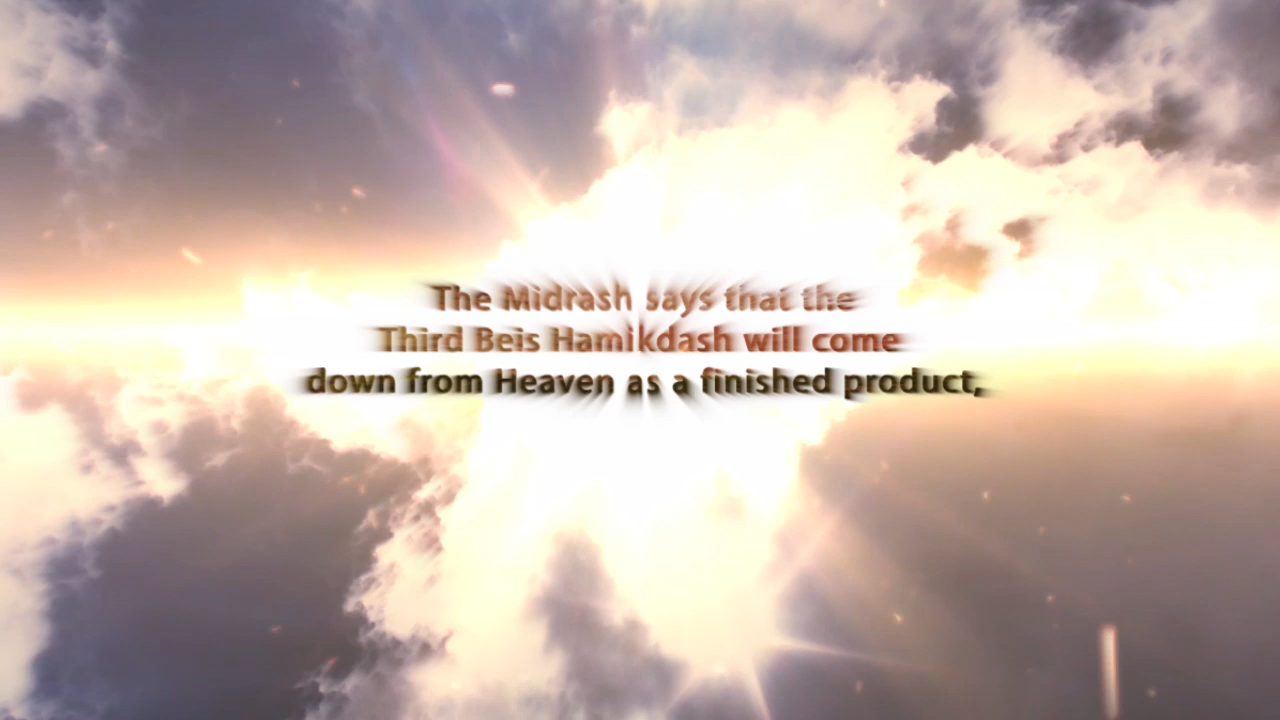 The Midrash says that the
Third Beis Hamikdash will come
down from Heaven as a finished product,